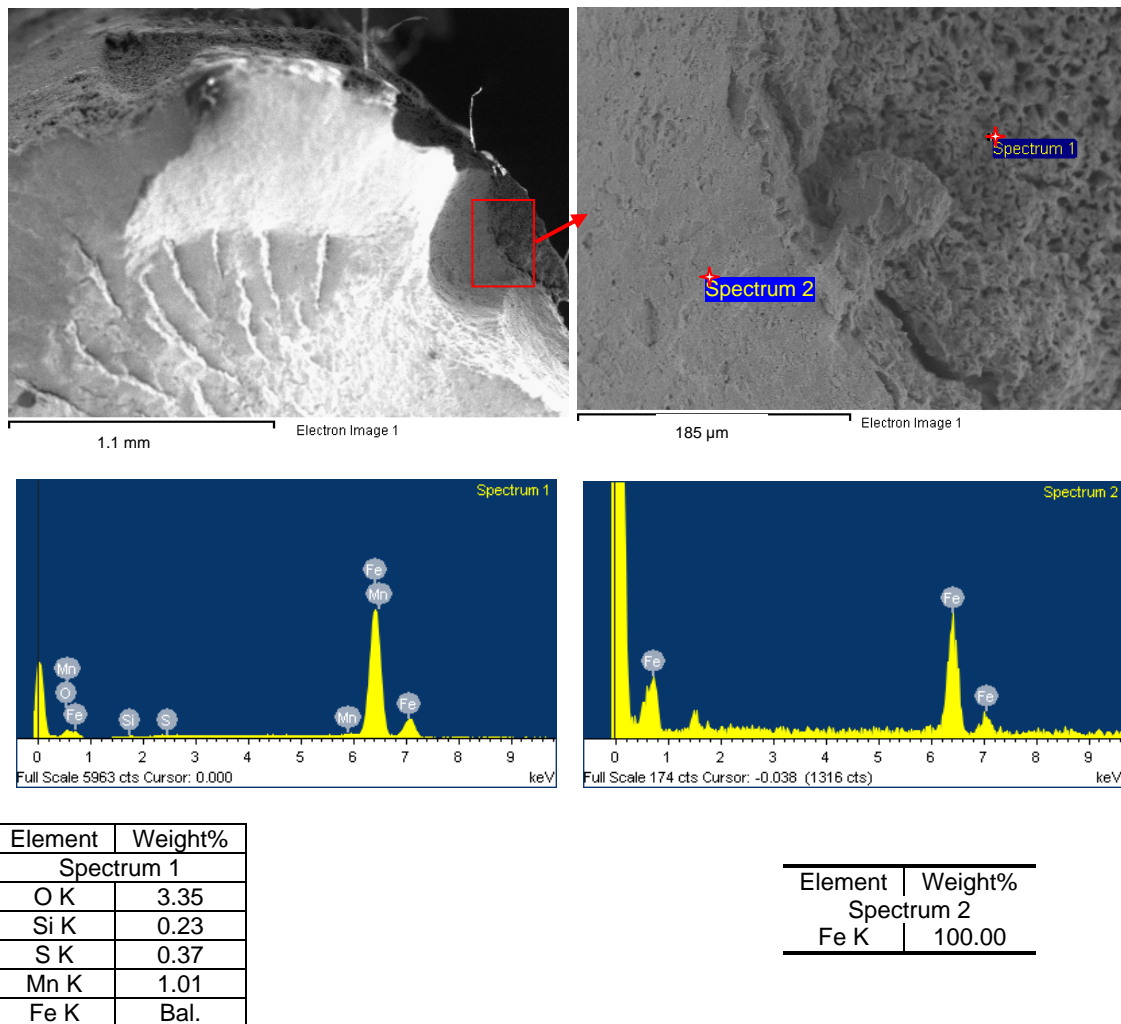 Spectrum 1
Spectrum 2
1.1 mm
Electron Image 1
185 µm
Electron Image 1
Spectrum 1
Fe
Mn
Mn
O
Fe
Si
S
Mn
Fe
0 1 2 3 4 5 6 7 8 9
Full Scale 5963 cts Cursor: 0.000 keV
Spectrum 2
Fe
Fe
Fe
0 1 2 3 4 5 6 7 8 9
Full Scale 174 cts Cursor: -0.038 (1316 cts) keV
Element Weight%
Spectrum 1
O K 3.35
Si K 0.23
S K 0.37
Mn K 1.01
Fe K Bal.
Element Weight%
Spectrum 2
Fe K 100.00